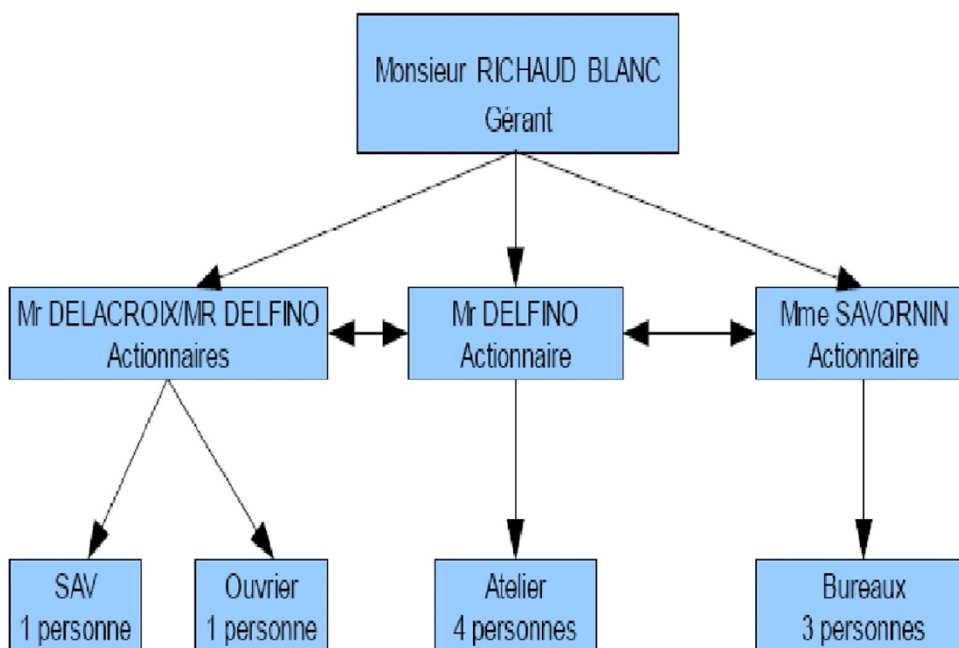 Monsieur RICHAUD BLANC
Gérant
Mr DELACROIX/MR DELFINO
Actionnaires
Mr DELFINO
Actionnaire
Mme SAVORNIN
Actionnaire
SAV
1 personne
Ouvrier
1 personne
Atelier
4 personnes
Bureaux
3 personnes